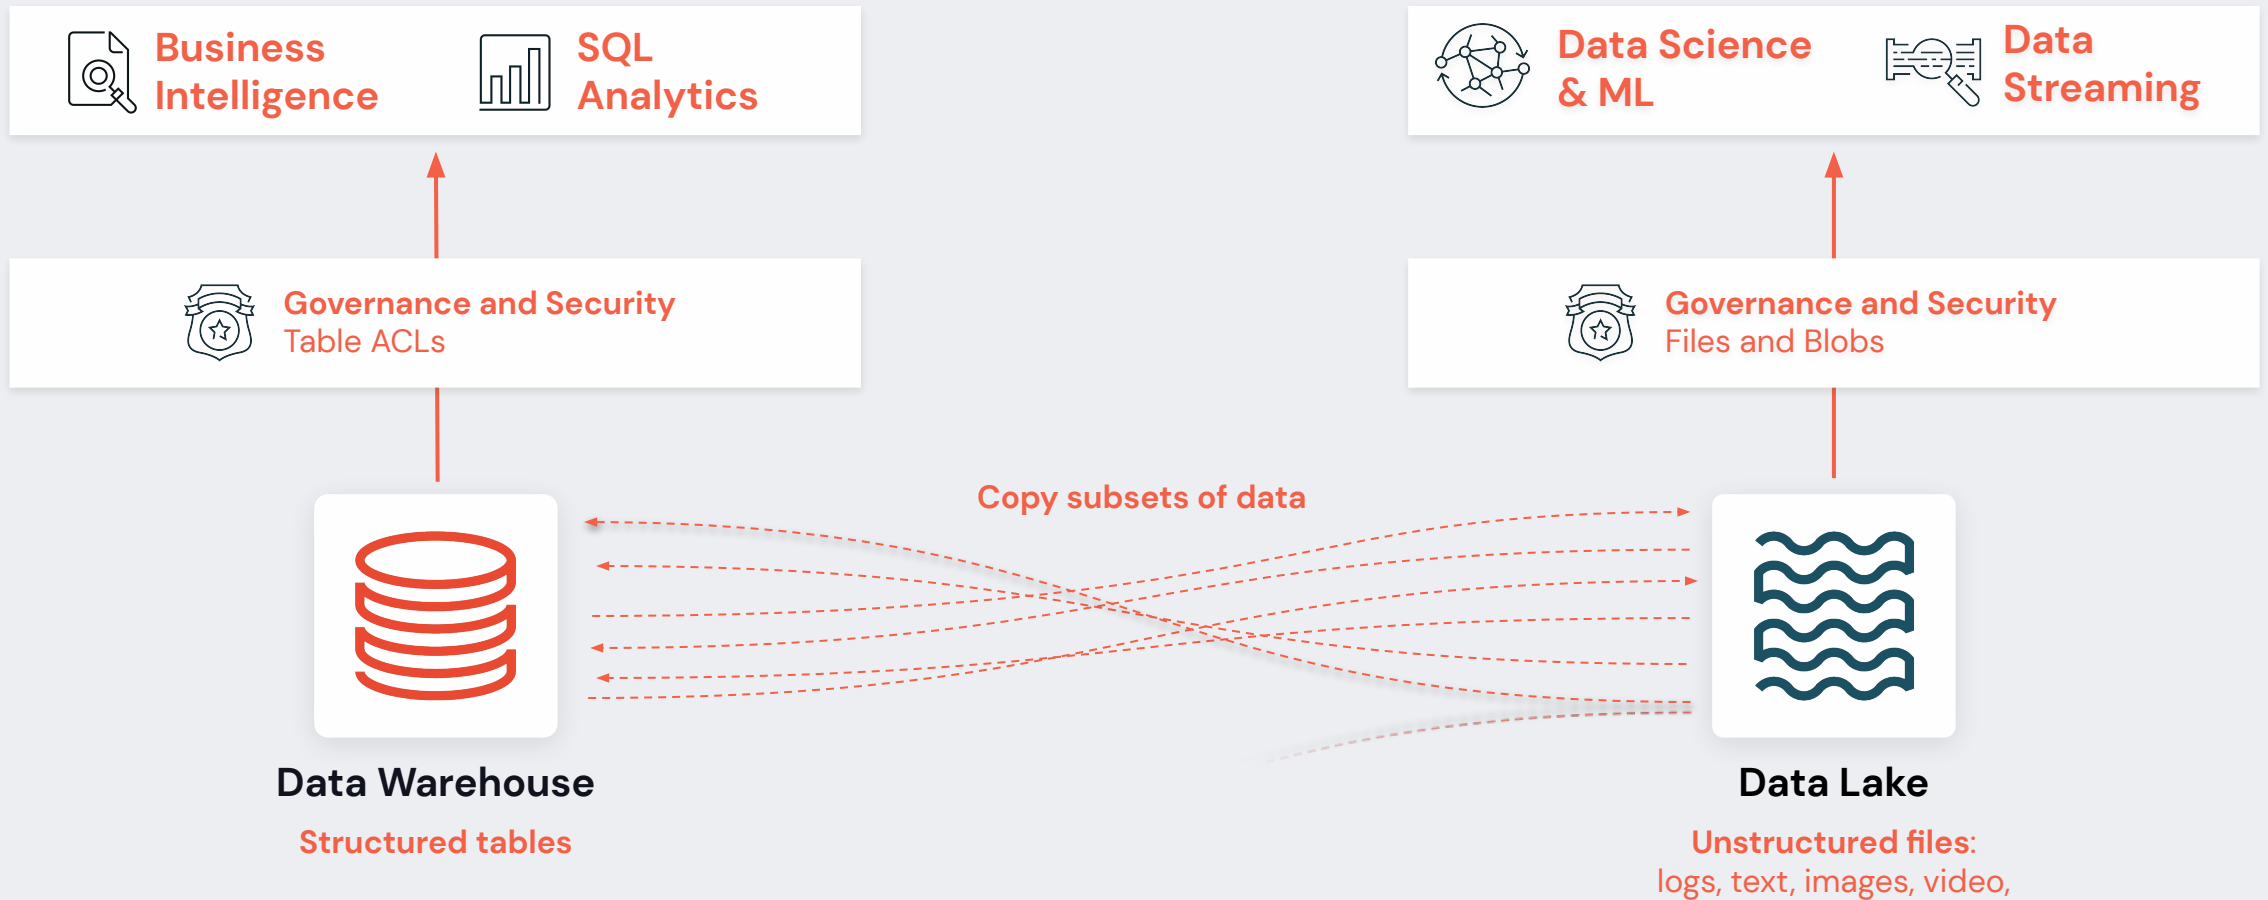 Business
Intelligence
SQL
Analytics
Data Science
& ML
Data
Streaming
Governance and Security
Table ACLs
Governance and Security
Files and Blobs
Copy subsets of data
Data Warehouse
Structured tables
Data Lake
Unstructured files:
logs, text, images, video,